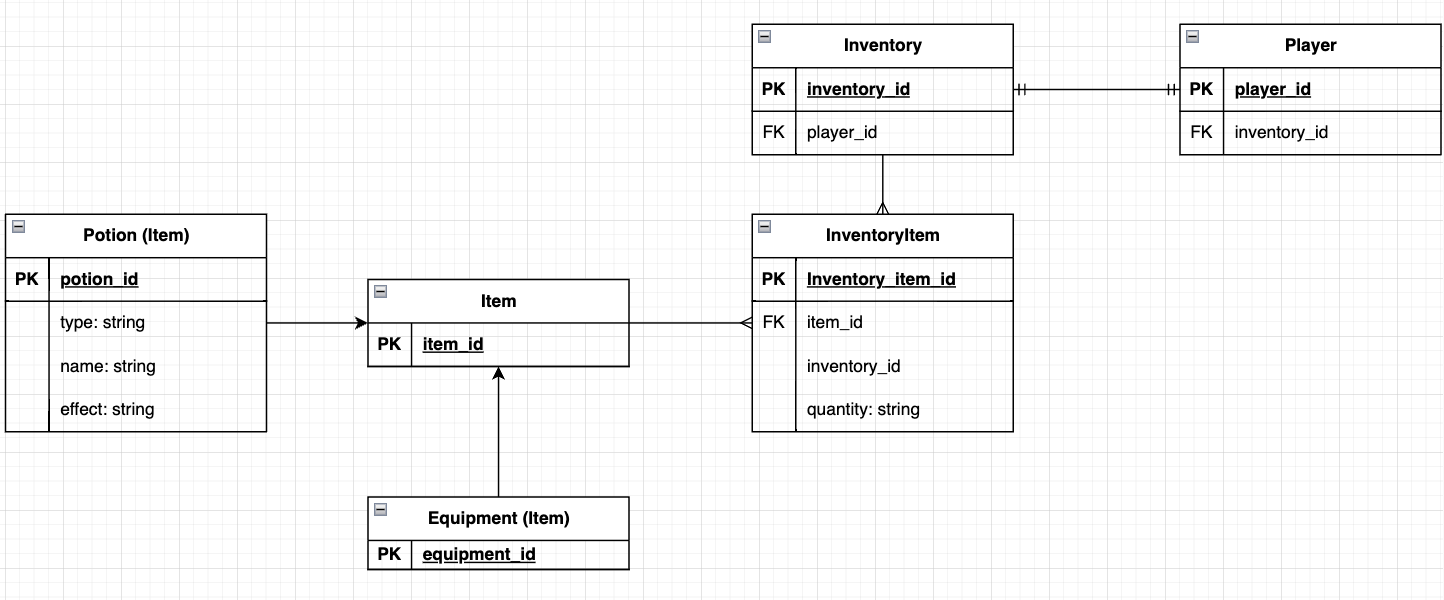 Inventory
PK inventory_id
FK player_id
Player
PK player_id
FK inventory_id
Potion (Item)
PK potion_id
type: string
name: string
effect: string
Item
PK item_id
InventoryItem
PK Inventory_item_id
FK item_id
inventory_id
quantity: string
Equipment (Item)
PK equipment_id